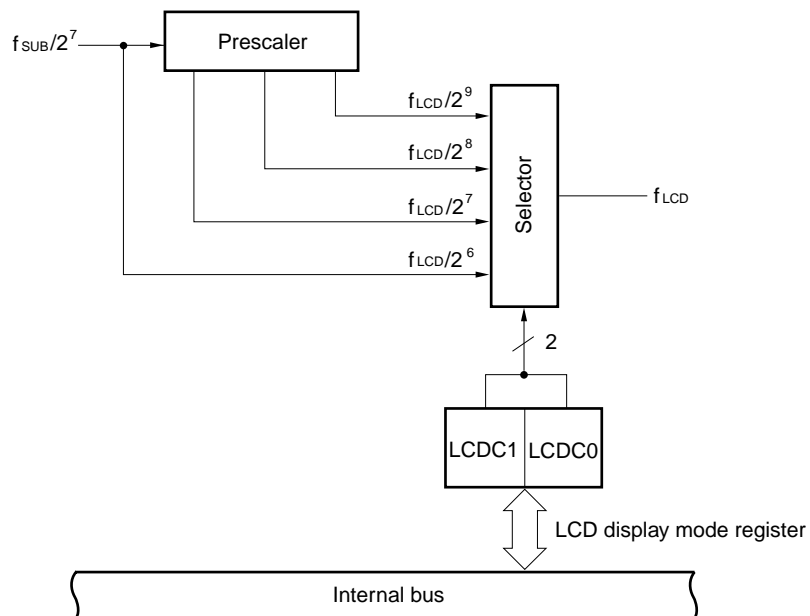 fSUB/2^7
Prescaler
fLCD/2^9
fLCD/2^8
fLCD/2^7
fLCD/2^6
Selector
fLCD
2
LCDC1 LCDC0
LCD display mode register
Internal bus